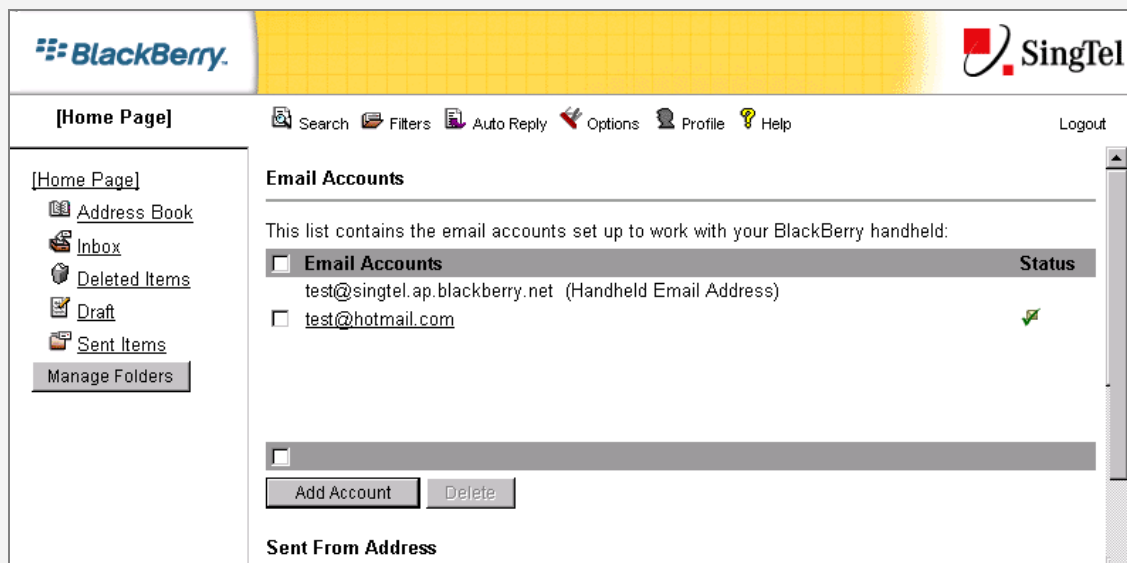 BlackBerry.
SingTel
[Home Page]
Search Filters Auto Reply Options Profile Help Logout
[Home Page]
Address Book
Inbox
Deleted Items
Draft
Sent Items
Manage Folders
Email Accounts
This list contains the email accounts set up to work with your BlackBerry handheld:
Email Accounts Status
test@singtel.ap.blackberry.net (Handheld Email Address)
test@hotmail.com
Add Account Delete
Sent From Address